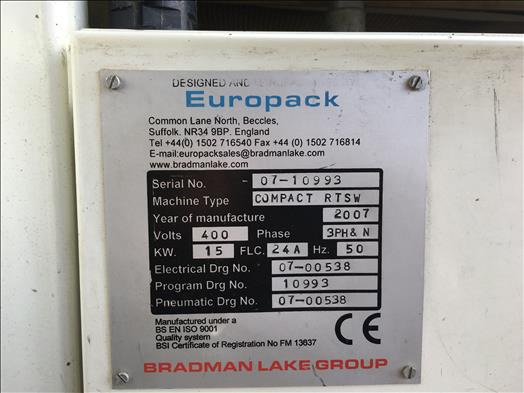 DESIGNED AND
Europack
Common Lane North, Beccles,
Suffolk. NR34 9BP. England
Tel +44(0) 1502 716540 Fax +44 (0) 1502 716814
E-mail:europacksales@bradmanlake.com
www.bradmanlake.com
Serial No. 07-10993
Machine Type COMPACT RTSW
Year of manufacture 2007
Volts 400 Phase 3PH& N
KW. 15 FLC. 24A Hz. 50
Electrical Drg No. 07-00538
Program Drg No. 10993
Pneumatic Drg No. 07-00538
Manufactured under a
BS EN ISO 9001
Quality system
BSI Certificate of Registration No FM 13637
CE
BRADMAN LAKE GROUP